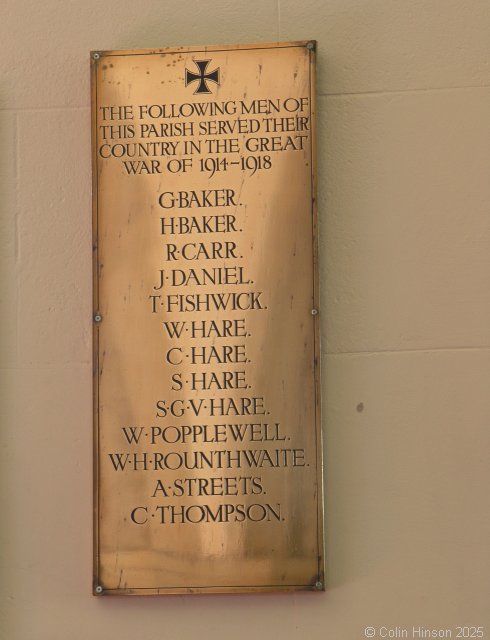 THE FOLLOWING MEN OF
THIS PARISH SERVED THEIR
COUNTRY IN THE GREAT
WAR OF 1914-1918
G·BAKER.
H·BAKER.
R·CARR.
J·DANIEL.
T·FISHWICK.
W·HARE.
C·HARE.
S·HARE.
S·G·V·HARE.
W·POPPLEWELL.
W·H·ROUNTHWAITE.
A·STREETS.
C·THOMPSON.
© Colin Hinson 2025